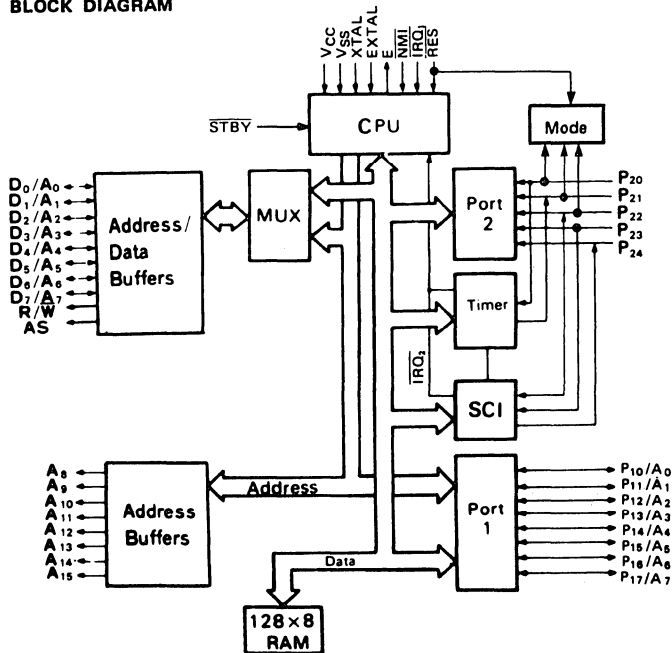 BLOCK DIAGRAM
VCC
VSS
XTAL
EXTAL
E
NMI
IRQ1
RES
STBY
CPU
Mode
D0/A0
D1/A1
D2/A2
D3/A3
D4/A4
D5/A5
D6/A6
D7/A7
R/W
AS
Address/
Data
Buffers
MUX
Port
2
P20
P21
P22
P23
P24
Timer
IRQ2
SCI
A8
A9
A10
A11
A12
A13
A14
A15
Address
Buffers
Address
Port
1
P10/A0
P11/A1
P12/A2
P13/A3
P14/A4
P15/A5
P16/A6
P17/A7
Data
128×8
RAM